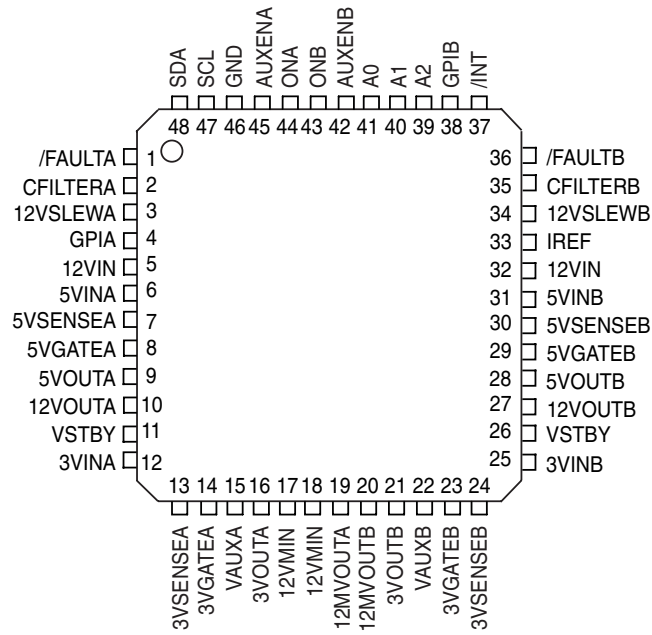 SDA
SCL
GND
AUXENA
ONA
ONB
AUXENB
A0
A1
A2
GPIB
/INT
48 47 46 45 44 43 42 41 40 39 38 37
/FAULTA 1
CFILTERA 2
12VSLEWA 3
GPIA 4
12VIN 5
5VINA 6
5VSENSEA 7
5VGATEA 8
5VOUTA 9
12VOUTA 10
VSTBY 11
3VINA 12
36 /FAULTB
35 CFILTERB
34 12VSLEWB
33 IREF
32 12VIN
31 5VINB
30 5VSENSEB
29 5VGATEB
28 5VOUTB
27 12VOUTB
26 VSTBY
25 3VINB
13 14 15 16 17 18 19 20 21 22 23 24
3VSENSEA
3VGATEA
VAUXA
3VOUTA
12VMIN
12VMIN
12MVOUTA
12MVOUTB
3VOUTB
VAUXB
3VGATEB
3VSENSEB